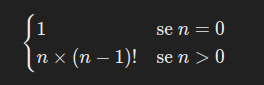 1 se n = 0
n × (n − 1)! se n > 0